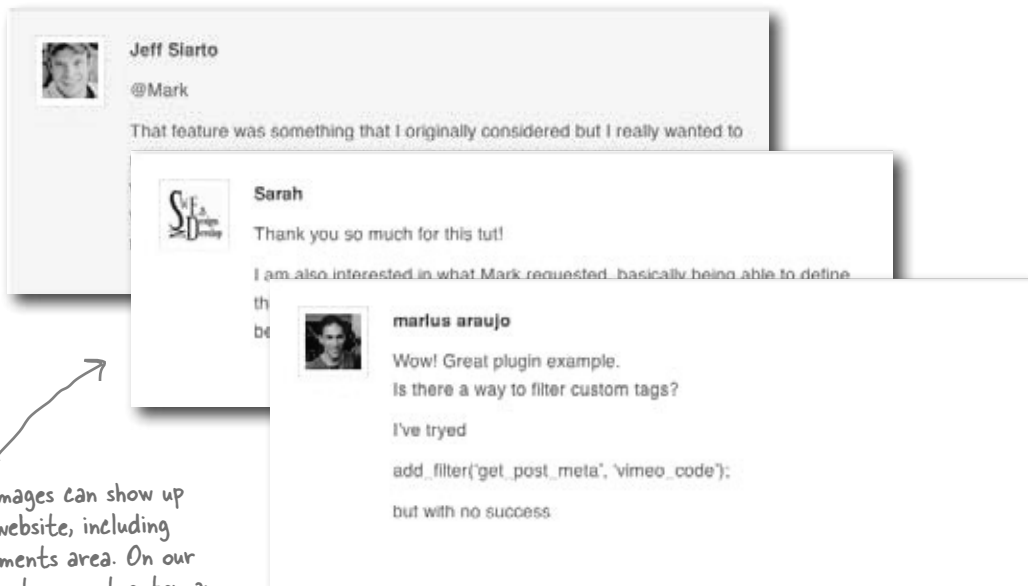 Jeff Siarto
@Mark
That feature was something that I originally considered but I really wanted to
Sarah
Thank you so much for this tut!
I am also interested in what Mark requested, basically being able to define
th
be
marius araujo
Wow! Great plugin example.
Is there a way to filter custom tags?
I've tryed
add_filter('get_post_meta', 'vimeo_code');
but with no success
mages can show up
website, including
ments area. On our